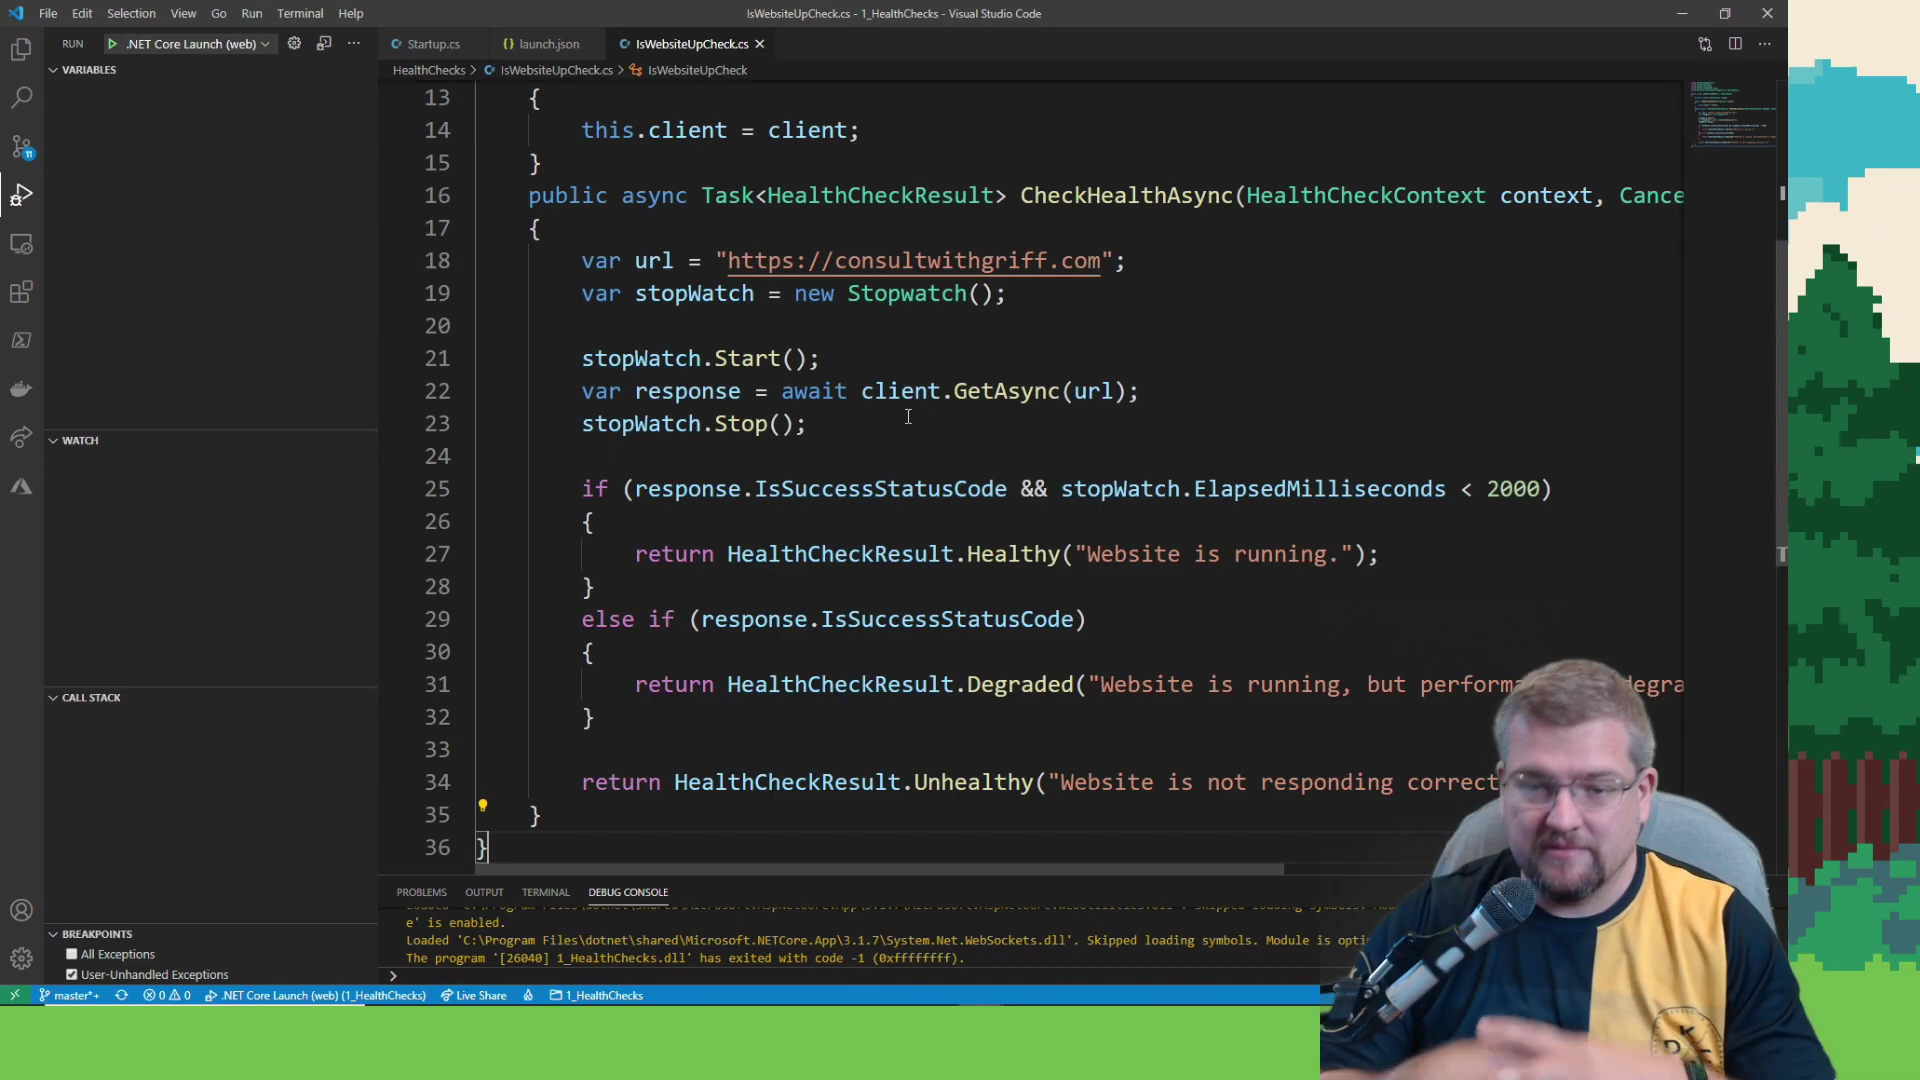 File Edit Selection View Go Run Terminal Help
IsWebsiteUpCheck.cs - 1_HealthChecks - Visual Studio Code
RUN .NET Core Launch (web)
Startup.cs launch.json IsWebsiteUpCheck.cs
VARIABLES
HealthChecks > IsWebsiteUpCheck.cs > IsWebsiteUpCheck
13 {
14 this.client = client;
15 }
16 public async Task<HealthCheckResult> CheckHealthAsync(HealthCheckContext context, Cance
17 {
18 var url = "https://consultwithgriff.com";
19 var stopWatch = new Stopwatch();
20
21 stopWatch.Start();
22 var response = await client.GetAsync(url);
23 stopWatch.Stop();
24
25 if (response.IsSuccessStatusCode && stopWatch.ElapsedMilliseconds < 2000)
26 {
27 return HealthCheckResult.Healthy("Website is running.");
28 }
29 else if (response.IsSuccessStatusCode)
30 {
31 return HealthCheckResult.Degraded("Website is running, but performa degra
32 }
33
34 return HealthCheckResult.Unhealthy("Website is not responding correct
35 }
36 }
11
WATCH
CALL STACK
BREAKPOINTS
All Exceptions
User-Unhandled Exceptions
PROBLEMS OUTPUT TERMINAL DEBUG CONSOLE
e' is enabled.
Loaded 'C:\Program Files\dotnet\shared\Microsoft.NETCore.App\3.1.7\System.Net.WebSockets.dll'. Skipped loading symbols. Module is opti
The program '[26040] 1_HealthChecks.dll' has exited with code -1 (0xffffffff).
>
master*+ 0 0 .NET Core Launch (web) (1_HealthChecks) Live Share 1_HealthChecks
K
D C